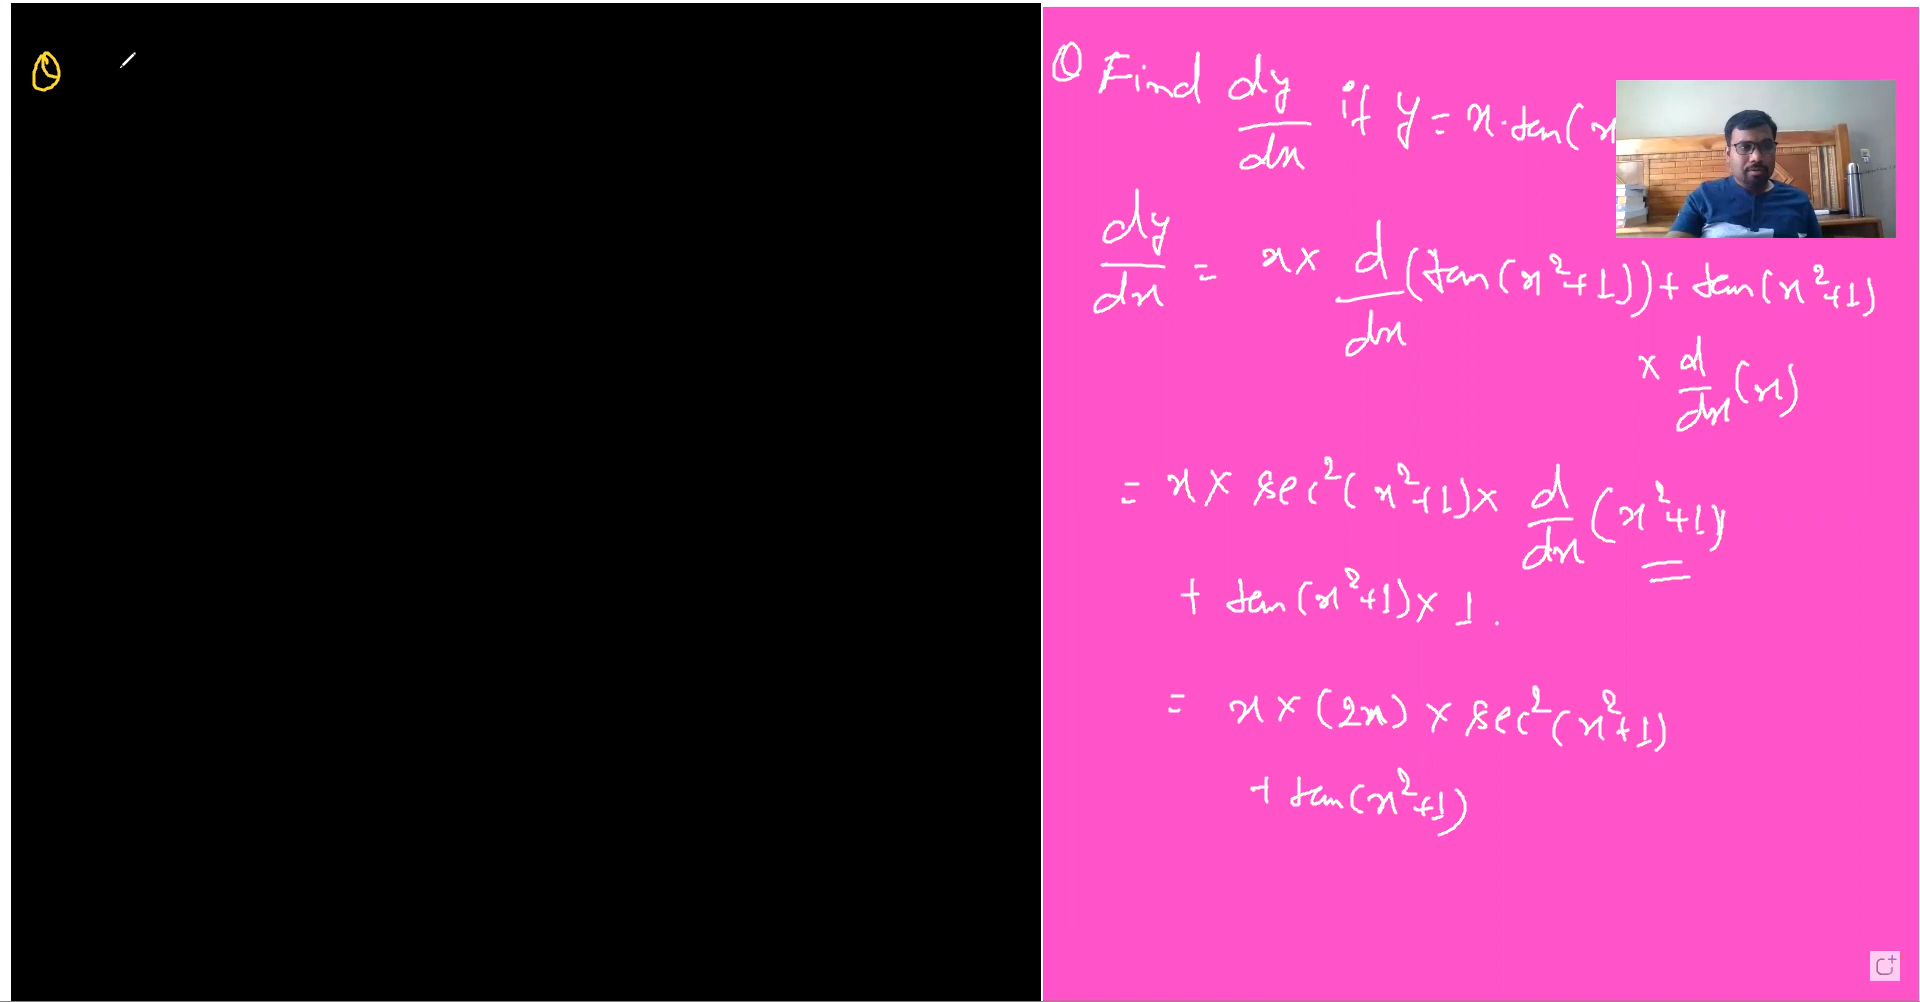 Q
Q Find dy/dx if y = x·tan(x
dy/dx = x × d/dx (tan(x²+1)) + tan(x²+1)
× d/dx (x)
= x × sec²(x²+1) × d/dx (x²+1)
+ tan(x²+1) × 1.
= x × (2x) × sec²(x²+1)
+ tan(x²+1)